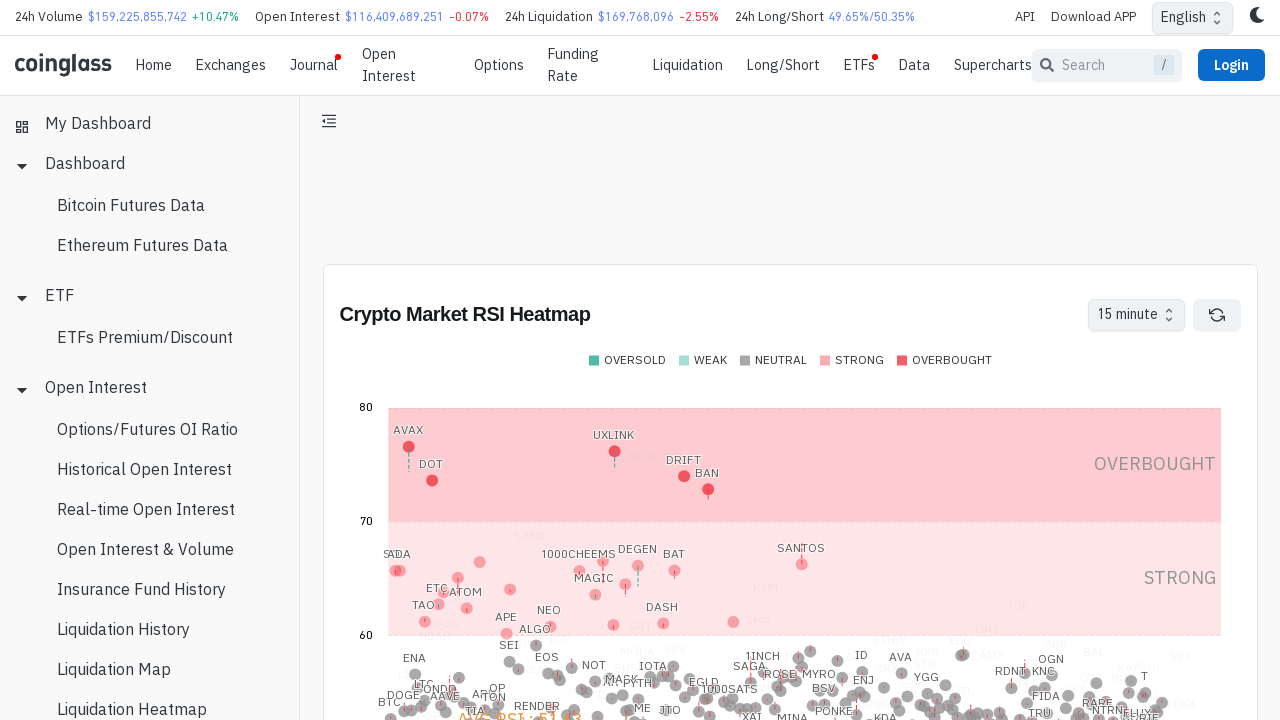 24h Volume $159,225,855,742 +10.47% Open Interest $116,409,689,251 -0.07% 24h Liquidation $169,768,096 -2.55% 24h Long/Short 49.65%/50.35% API Download APP English
coinglass Home Exchanges Journal Open Interest Options Funding Rate Liquidation Long/Short ETFs Data Supercharts Search / Login
My Dashboard
Dashboard
Bitcoin Futures Data
Ethereum Futures Data
ETF
ETFs Premium/Discount
Open Interest
Options/Futures OI Ratio
Historical Open Interest
Real-time Open Interest
Open Interest & Volume
Insurance Fund History
Liquidation History
Liquidation Map
Liquidation Heatmap
Crypto Market RSI Heatmap 15 minute
OVERSOLD WEAK NEUTRAL STRONG OVERBOUGHT
80
AVAX UXLINK
DOT DRIFT OVERBOUGHT
BAN
70
ADA 1000CHEEMS DEGEN BAT SANTOS
ETC ATOM MAGIC STRONG
TAO APE NEO DASH
ALGO
60
SEI
ENA EOS NOT IOTA SAGA 1INCH ID AVA OGN
ROSE MYRO ENJ YGG RDNT KNC T
LTC MASK EGLD 1000SATS BSV
DOGE AAVE TON FIDA
BTC TIA RENDER ME JTO XAI MINA KDA TRU